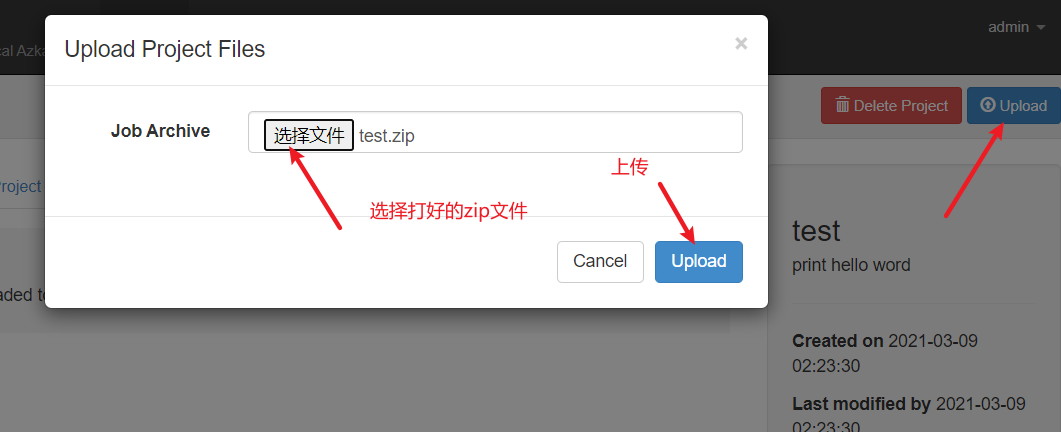 admin
cal Azka
Upload Project Files
×
Delete Project
Upload
Job Archive
选择文件 test.zip
上传
Project
选择打好的zip文件
test
print hello word
Cancel
Upload
aded t
Created on 2021-03-09
02:23:30
Last modified by 2021-03-09
02:23:30